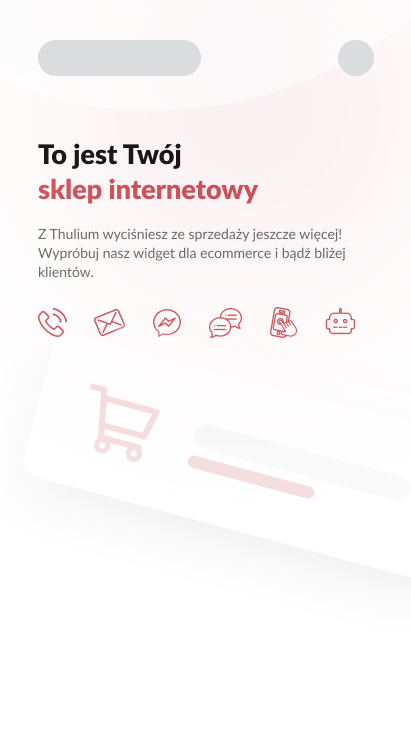 To jest Twój
sklep internetowy
Z Thulium wyciśniesz ze sprzedaży jeszcze więcej!
Wypróbuj nasz widget dla ecommerce i bądź bliżej
klientów.